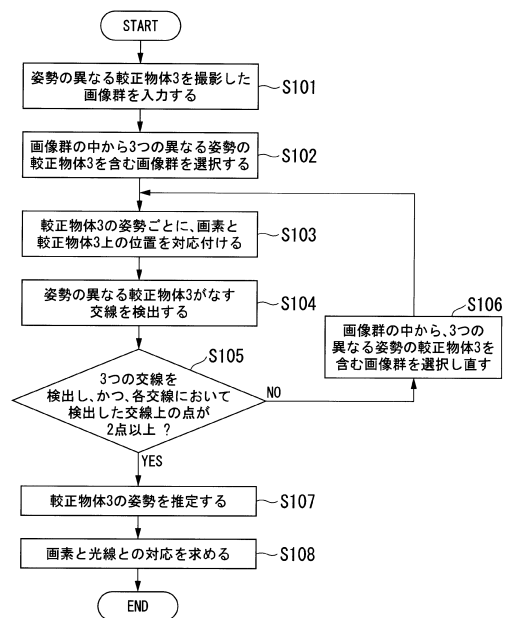 START
姿勢の異なる較正物体3を撮影した
画像群を入力する
S101
画像群の中から3つの異なる姿勢の
較正物体3を含む画像群を選択する
S102
較正物体3の姿勢ごとに、画素と
較正物体3上の位置を対応付ける
S103
姿勢の異なる較正物体3がなす
交線を検出する
S104
S106
画像群の中から、3つの
異なる姿勢の較正物体3を
含む画像群を選択し直す
S105
3つの交線を
検出し、かつ、各交線において
検出した交線上の点が
2点以上 ?
NO
YES
較正物体3の姿勢を推定する
S107
画素と光線との対応を求める
S108
END